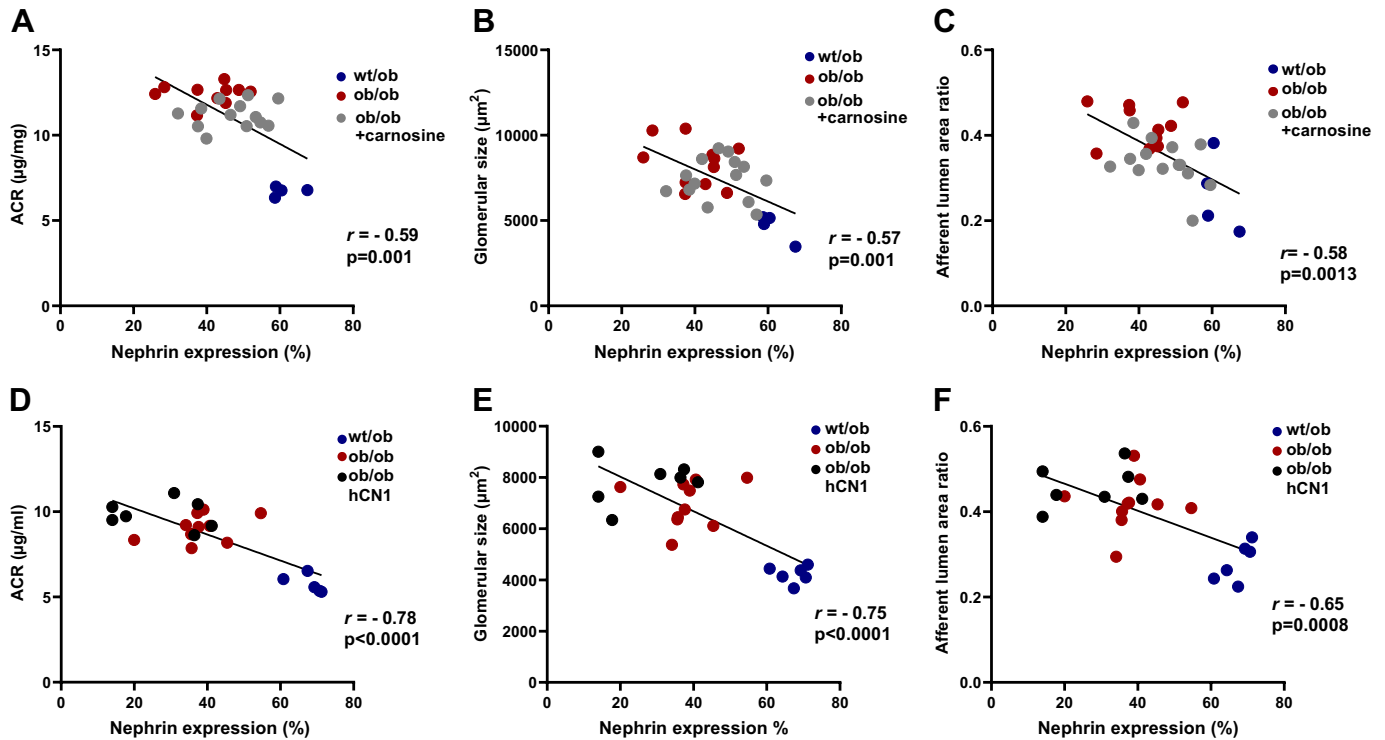 A
ACR (µg/mg)
15
10
5
0
0
20
40
60
80
Nephrin expression (%)
wt/ob
ob/ob
ob/ob
+carnosine
r = - 0.59
p=0.001
B
Glomerular size (µm²)
15000
10000
5000
0
0
20
40
60
80
Nephrin expression (%)
wt/ob
ob/ob
ob/ob
+carnosine
r = - 0.57
p=0.001
C
Afferent lumen area ratio
0.6
0.4
0.2
0.0
0
20
40
60
80
Nephrin expression (%)
wt/ob
ob/ob
ob/ob
+carnosine
r= - 0.58
p=0.0013
D
ACR (µg/ml)
15
10
5
0
0
20
40
60
80
Nephrin expression (%)
wt/ob
ob/ob
ob/ob
hCN1
r = - 0.78
p<0.0001
E
Glomerular size (µm²)
10000
8000
6000
4000
2000
0
0
20
40
60
80
Nephrin expression %
wt/ob
ob/ob
ob/ob
hCN1
r = - 0.75
p<0.0001
F
Afferent lumen area ratio
0.6
0.4
0.2
0.0
0
20
40
60
80
Nephrin expression (%)
wt/ob
ob/ob
ob/ob
hCN1
r = - 0.65
p=0.0008